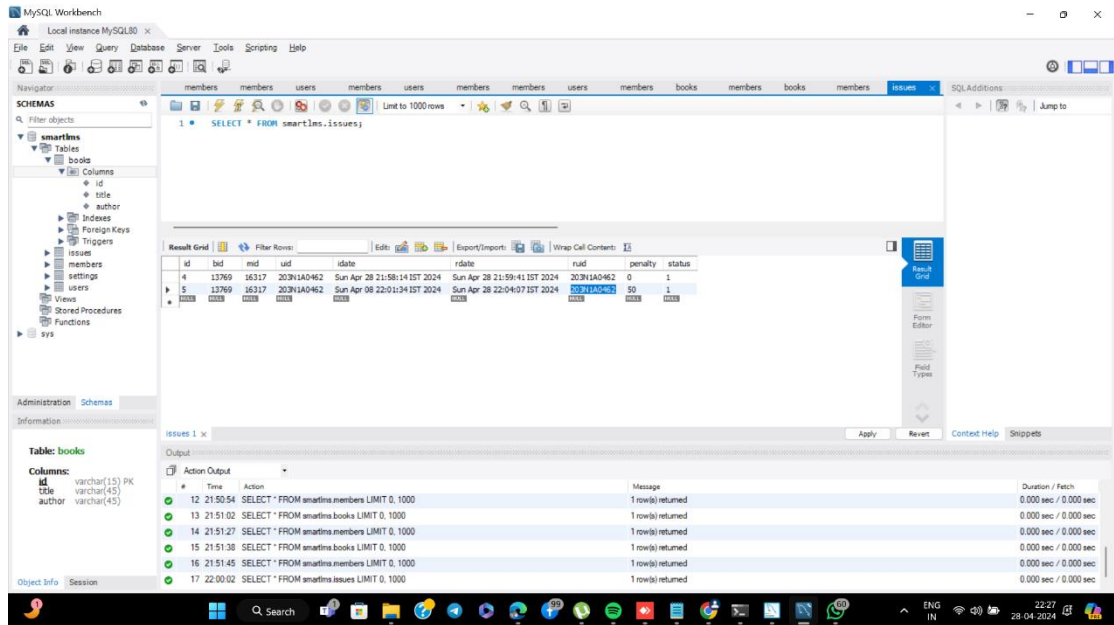 MySQL Workbench
Local instance MySQL80 ×
File Edit View Query Database Server Tools Scripting Help
Navigator
members members users members users members members users members books members books members issues ×
SQLAdditions
SCHEMAS
Limit to 1000 rows
Jump to
Filter objects
1 SELECT * FROM smartlms.issues;
smartlms
Tables
books
Columns
id
title
author
Indexes
Foreign Keys
Triggers
issues
members
settings
users
Views
Stored Procedures
Functions
sys
Result Grid Filter Rows: Edit: Export/Import: Wrap Cell Content:
id bid mid uid idate rdate ruid penalty status
4 13769 16317 203N1A0462 Sun Apr 28 21:58:14 IST 2024 Sun Apr 28 21:59:41 IST 2024 203N1A0462 0 1
5 13769 16317 203N1A0462 Sun Apr 08 22:01:34 IST 2024 Sun Apr 28 22:04:07 IST 2024 203N1A0462 50 1
NULL NULL NULL NULL NULL NULL NULL NULL NULL
Result Grid
Form Editor
Field Types
Administration Schemas
Information
issues 1 ×
Apply Revert
Context Help Snippets
Table: books
Columns:
id varchar(15) PK
title varchar(45)
author varchar(45)
Output
Action Output
# Time Action Message Duration / Fetch
12 21:50:54 SELECT * FROM smartlms.members LIMIT 0, 1000 1 row(s) returned 0.000 sec / 0.000 sec
13 21:51:02 SELECT * FROM smartlms.books LIMIT 0, 1000 1 row(s) returned 0.000 sec / 0.000 sec
14 21:51:27 SELECT * FROM smartlms.members LIMIT 0, 1000 1 row(s) returned 0.000 sec / 0.000 sec
15 21:51:38 SELECT * FROM smartlms.books LIMIT 0, 1000 1 row(s) returned 0.000 sec / 0.000 sec
16 21:51:45 SELECT * FROM smartlms.members LIMIT 0, 1000 1 row(s) returned 0.000 sec / 0.000 sec
17 22:00:02 SELECT * FROM smartlms.issues LIMIT 0, 1000 1 row(s) returned 0.000 sec / 0.000 sec
Object Info Session
Search
99
60
ENG
IN
22:27
28-04-2024